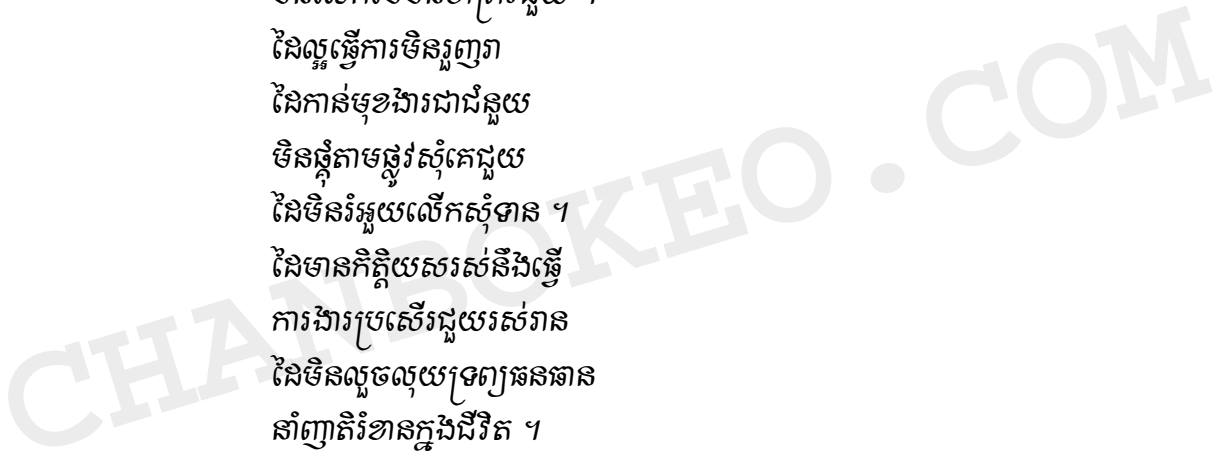 ដៃល្អធ្វើការមិនរួញរា
ដៃកាន់មុខងារជាជំនួយ
មិនផ្គុំតាមផ្លូវសុំគេជួយ
ដៃមិនរំអួយលើកសុំទាន ។
ដៃមានកិត្តិយសរស់នឹងធ្វើ
ការងារប្រសើរជួយរស់រាន
ដៃមិនលួចលុយទ្រព្យធនធាន
នាំញាតិរំខានក្នុងជីវិត ។
CHANBOKEO.COM